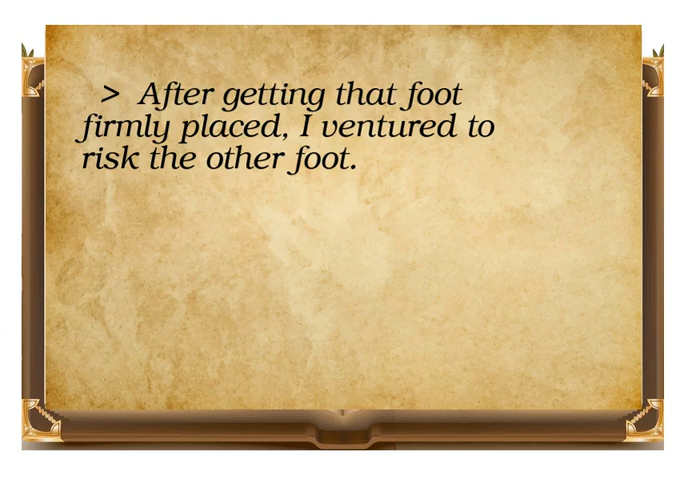 > After getting that foot
firmly placed, I ventured to
risk the other foot.